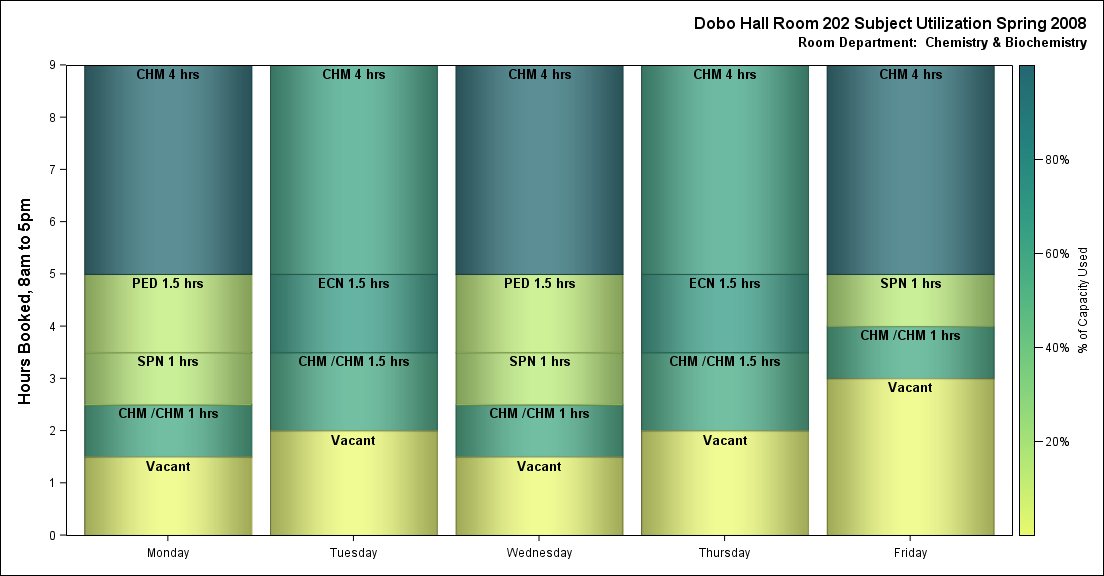 Dobo Hall Room 202 Subject Utilization Spring 2008
Room Department:  Chemistry & Biochemistry
Hours Booked, 8am to 5pm
9
8
7
6
5
4
3
2
1
0
CHM 4 hrs
PED 1.5 hrs
SPN 1 hrs
CHM /CHM 1 hrs
Vacant
Monday
CHM 4 hrs
ECN 1.5 hrs
CHM /CHM 1.5 hrs
Vacant
Tuesday
CHM 4 hrs
PED 1.5 hrs
SPN 1 hrs
CHM /CHM 1 hrs
Vacant
Wednesday
CHM 4 hrs
ECN 1.5 hrs
CHM /CHM 1.5 hrs
Vacant
Thursday
CHM 4 hrs
SPN 1 hrs
CHM /CHM 1 hrs
Vacant
Friday
80%
60%
40%
20%
% of Capacity Used